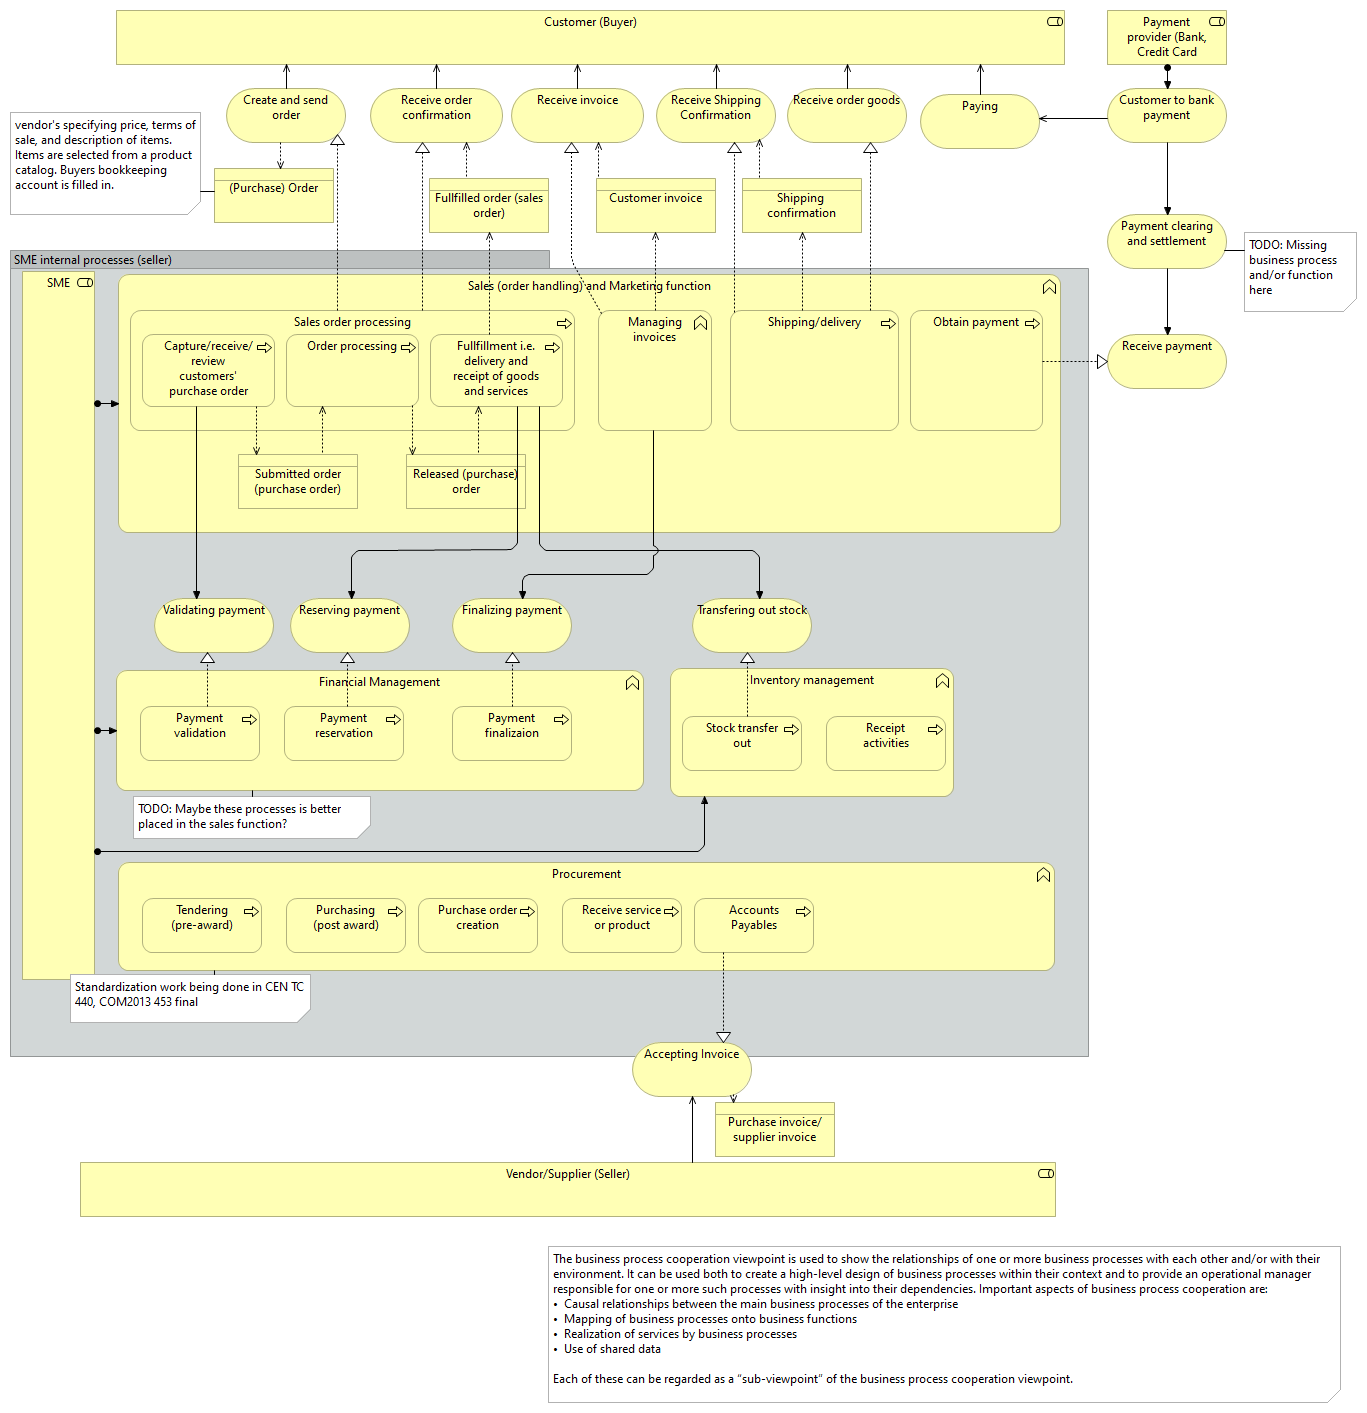 Customer (Buyer)
Payment
provider (Bank,
Credit Card
Create and send
order
Receive order
confirmation
Receive invoice
Receive Shipping
Confirmation
Receive order goods
Paying
Customer to bank
payment
vendor's specifying price, terms of
sale, and description of items.
Items are selected from a product
catalog. Buyers bookkeeping
account is filled in.
(Purchase) Order
Fullfilled order (sales
order)
Customer invoice
Shipping
confirmation
Payment clearing
and settlement
TODO: Missing
business process
and/or function
here
SME internal processes (seller)
SME
Sales (order handling) and Marketing function
Sales order processing
Capture/receive/
review
customers'
purchase order
Order processing
Fullfillment i.e.
delivery and
receipt of goods
and services
Managing
invoices
Shipping/delivery
Obtain payment
Receive payment
Submitted order
(purchase order)
Released (purchase)
order
Validating payment
Reserving payment
Finalizing payment
Transfering out stock
Financial Management
Payment
validation
Payment
reservation
Payment
finalizaion
Inventory management
Stock transfer
out
Receipt
activities
TODO: Maybe these processes is better
placed in the sales function?
Procurement
Tendering
(pre-award)
Purchasing
(post award)
Purchase order
creation
Receive service
or product
Accounts
Payables
Standardization work being done in CEN TC
440, COM2013 453 final
Accepting Invoice
Purchase invoice/
supplier invoice
Vendor/Supplier (Seller)
The business process cooperation viewpoint is used to show the relationships of one or more business processes with each other and/or with their
environment. It can be used both to create a high-level design of business processes within their context and to provide an operational manager
responsible for one or more such processes with insight into their dependencies. Important aspects of business process cooperation are:
• Causal relationships between the main business processes of the enterprise
• Mapping of business processes onto business functions
• Realization of services by business processes
• Use of shared data
Each of these can be regarded as a “sub-viewpoint” of the business process cooperation viewpoint.